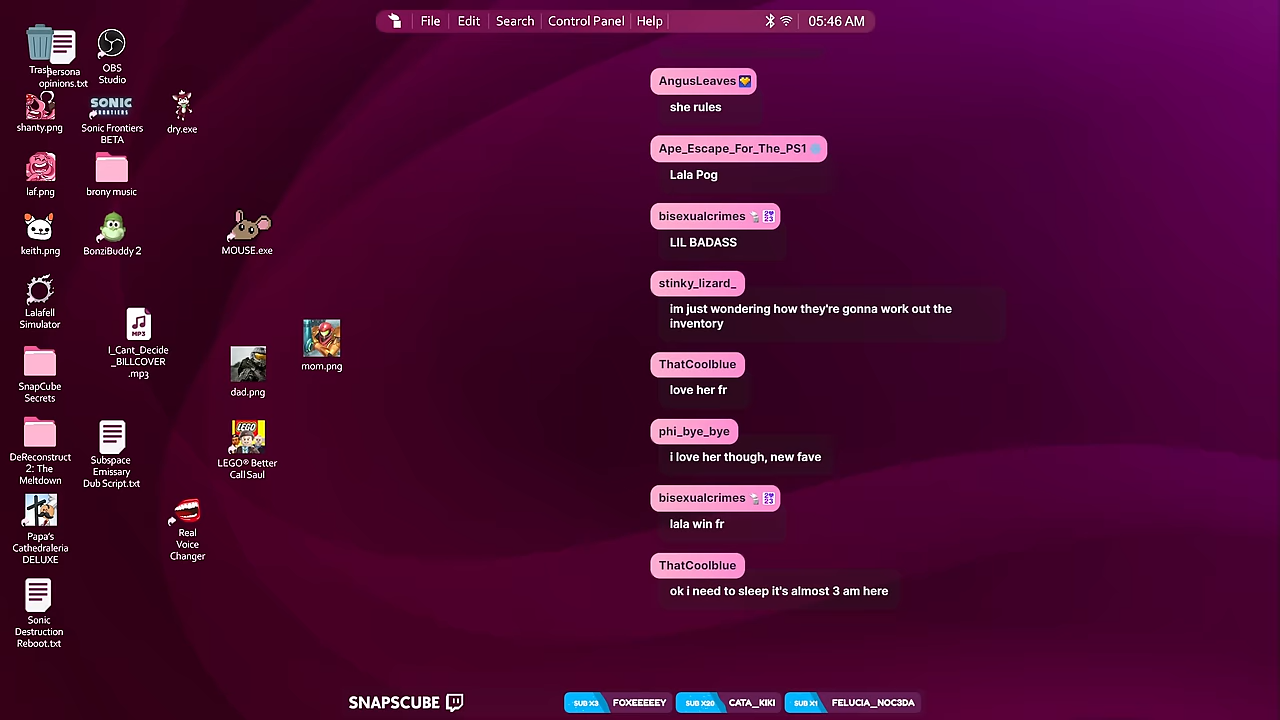 File Edit Search Control Panel Help 05:46 AM
Trash
persona
opinions.txt
OBS
Studio
shanty.png
SONIC
FRONTIERS
Sonic Frontiers
BETA
dry.exe
laf.png
brony music
keith.png
BonziBuddy 2
MOUSE.exe
Lalafell
Simulator
MP3
I_Cant_Decide
_BILLCOVER
.mp3
dad.png
mom.png
SnapCube
Secrets
DeReconstruct
2: The
Meltdown
Subspace
Emissary
Dub Script.txt
LEGO
LEGO® Better
Call Saul
Papa's
Cathedraleria
DELUXE
Real
Voice
Changer
Sonic
Destruction
Reboot.txt
AngusLeaves
she rules
Ape_Escape_For_The_PS1
Lala Pog
bisexualcrimes
LIL BADASS
stinky_lizard_
im just wondering how they're gonna work out the
inventory
ThatCoolblue
love her fr
phi_bye_bye
i love her though, new fave
bisexualcrimes
lala win fr
ThatCoolblue
ok i need to sleep it's almost 3 am here
SNAPSCUBE
SUB X3 FOXEEEEEY
SUB X20 CATA_KIKI
SUB X1 FELUCIA_NOC3DA